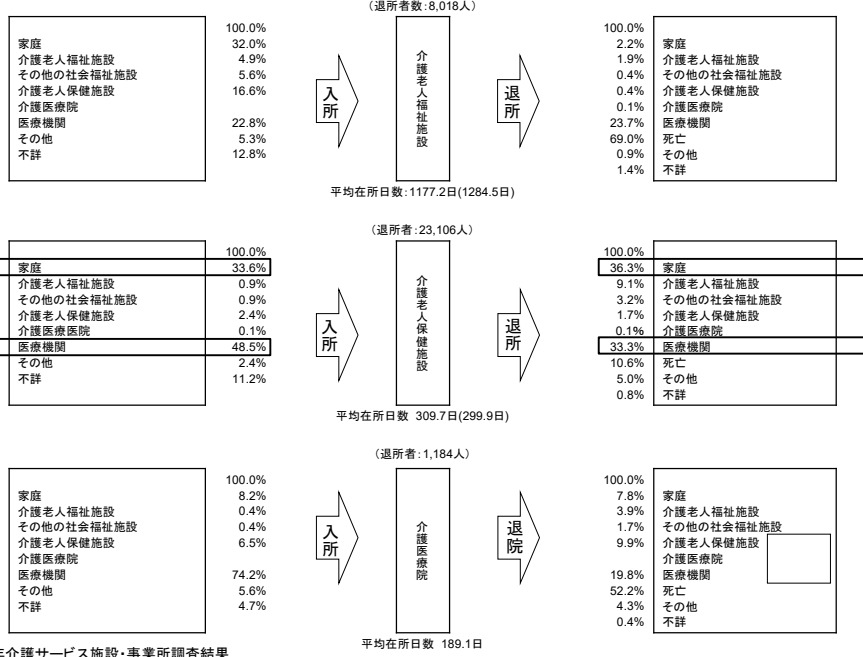 （退所者数：8,018人）
100.0%
家庭 32.0%
介護老人福祉施設 4.9%
その他の社会福祉施設 5.6%
介護老人保健施設 16.6%
介護医療院
医療機関 22.8%
その他 5.3%
不詳 12.8%
入所
介護老人福祉施設
退所
100.0%
2.2% 家庭
1.9% 介護老人福祉施設
0.4% その他の社会福祉施設
0.4% 介護老人保健施設
0.1% 介護医療院
23.7% 医療機関
69.0% 死亡
0.9% その他
1.4% 不詳
平均在所日数：1177.2日(1284.5日)
（退所者：23,106人）
100.0%
家庭 33.6%
介護老人福祉施設 0.9%
その他の社会福祉施設 0.9%
介護老人保健施設 2.4%
介護医療医院 0.1%
医療機関 48.5%
その他 2.4%
不詳 11.2%
入所
介護老人保健施設
退所
100.0%
36.3% 家庭
9.1% 介護老人福祉施設
3.2% その他の社会福祉施設
1.7% 介護老人保健施設
0.1% 介護医療院
33.3% 医療機関
10.6% 死亡
5.0% その他
0.8% 不詳
平均在所日数 309.7日(299.9日)
（退所者：1,184人）
100.0%
家庭 8.2%
介護老人福祉施設 0.4%
その他の社会福祉施設 0.4%
介護老人保健施設 6.5%
介護医療院
医療機関 74.2%
その他 5.6%
不詳 4.7%
入所
介護医療院
退院
100.0%
7.8% 家庭
3.9% 介護老人福祉施設
1.7% その他の社会福祉施設
9.9% 介護老人保健施設
介護医療院
19.8% 医療機関
52.2% 死亡
4.3% その他
0.4% 不詳
平均在所日数 189.1日
年介護サービス施設・事業所調査結果